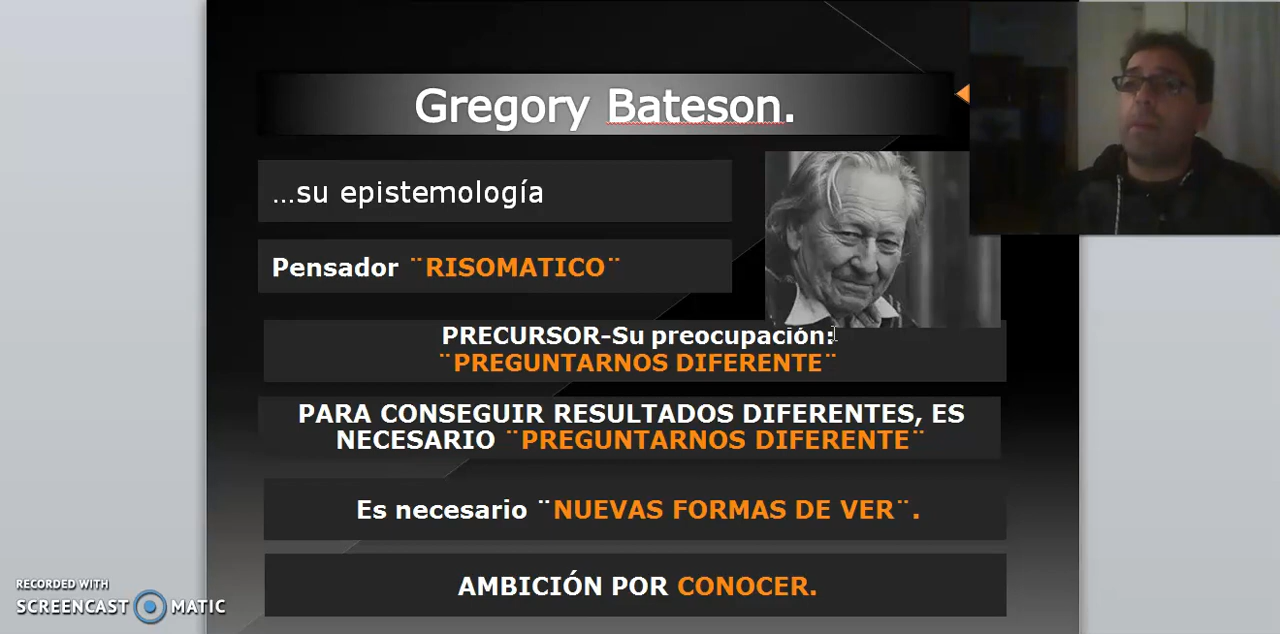 Gregory Bateson.
...su epistemología
Pensador ¨RISOMATICO¨
PRECURSOR-Su preocupación:
¨PREGUNTARNOS DIFERENTE¨
PARA CONSEGUIR RESULTADOS DIFERENTES, ES
NECESARIO ¨PREGUNTARNOS DIFERENTE¨
Es necesario ¨NUEVAS FORMAS DE VER¨.
AMBICIÓN POR CONOCER.
RECORDED WITH
SCREENCAST MATIC